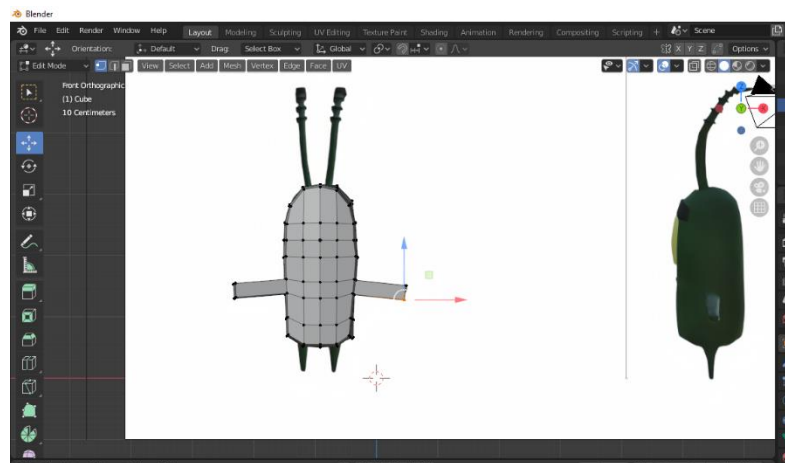 Blender
File Edit Render Window Help Layout Modeling Sculpting UV Editing Texture Paint Shading Animation Rendering Compositing Scripting + Scene
Orientation: Default Drag: Select Box Global X Y Z Options
Edit Mode View Select Add Mesh Vertex Edge Face UV
Front Orthographic
(1) Cube
10 Centimeters
Z
Y
X